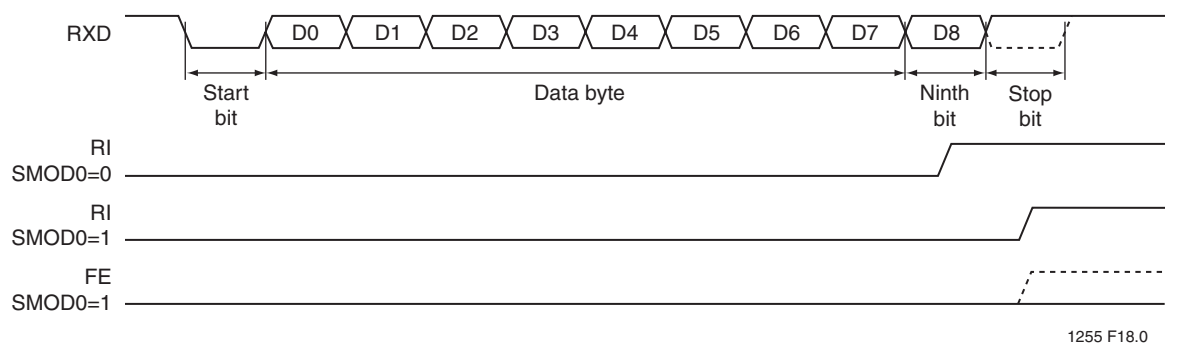 RXD D0 D1 D2 D3 D4 D5 D6 D7 D8
Start bit
Data byte
Ninth bit
Stop bit
RI
SMOD0=0
RI
SMOD0=1
FE
SMOD0=1
1255 F18.0